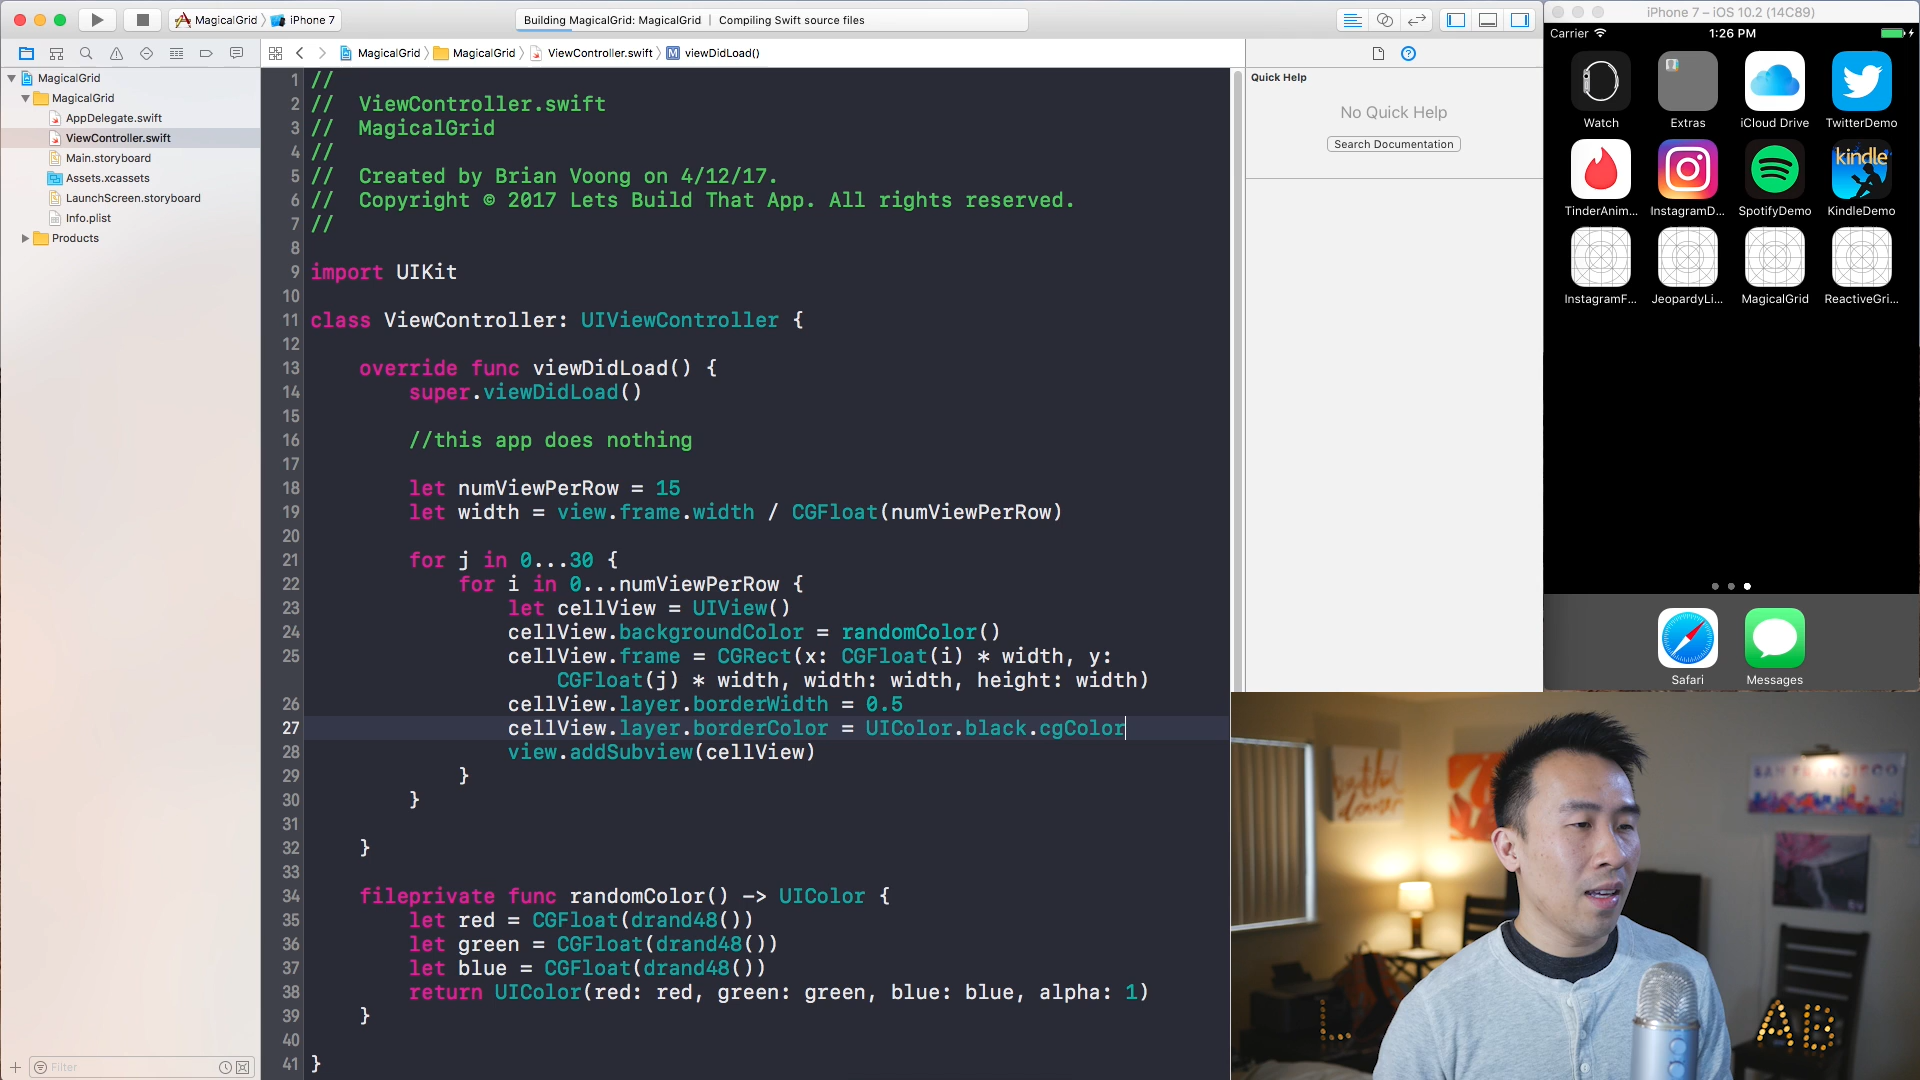 MagicalGrid
iPhone 7
Building MagicalGrid: MagicalGrid | Compiling Swift source files
iPhone 7 – iOS 10.2 (14C89)
MagicalGrid
MagicalGrid
ViewController.swift
M viewDidLoad()
MagicalGrid
MagicalGrid
AppDelegate.swift
ViewController.swift
Main.storyboard
Assets.xcassets
LaunchScreen.storyboard
Info.plist
Products
Filter
1 //
2 //  ViewController.swift
3 //  MagicalGrid
4 //
5 //  Created by Brian Voong on 4/12/17.
6 //  Copyright © 2017 Lets Build That App. All rights reserved.
7 //
8
9 import UIKit
10
11 class ViewController: UIViewController {
12
13     override func viewDidLoad() {
14         super.viewDidLoad()
15
16         //this app does nothing
17
18         let numViewPerRow = 15
19         let width = view.frame.width / CGFloat(numViewPerRow)
20
21         for j in 0...30 {
22             for i in 0...numViewPerRow {
23                 let cellView = UIView()
24                 cellView.backgroundColor = randomColor()
25                 cellView.frame = CGRect(x: CGFloat(i) * width, y:
CGFloat(j) * width, width: width, height: width)
26                 cellView.layer.borderWidth = 0.5
27                 cellView.layer.borderColor = UIColor.black.cgColor
28                 view.addSubview(cellView)
29             }
30         }
31
32     }
33
34     fileprivate func randomColor() -> UIColor {
35         let red = CGFloat(drand48())
36         let green = CGFloat(drand48())
37         let blue = CGFloat(drand48())
38         return UIColor(red: red, green: green, blue: blue, alpha: 1)
39     }
40
41 }
Quick Help
No Quick Help
Search Documentation
Carrier
1:26 PM
Watch
Extras
iCloud Drive
TwitterDemo
kindle
TinderAnim...
InstagramD...
SpotifyDemo
KindleDemo
InstagramF...
JeopardyLi...
MagicalGrid
ReactiveGri...
Safari
Messages
SAN FRANCISCO
L
AB